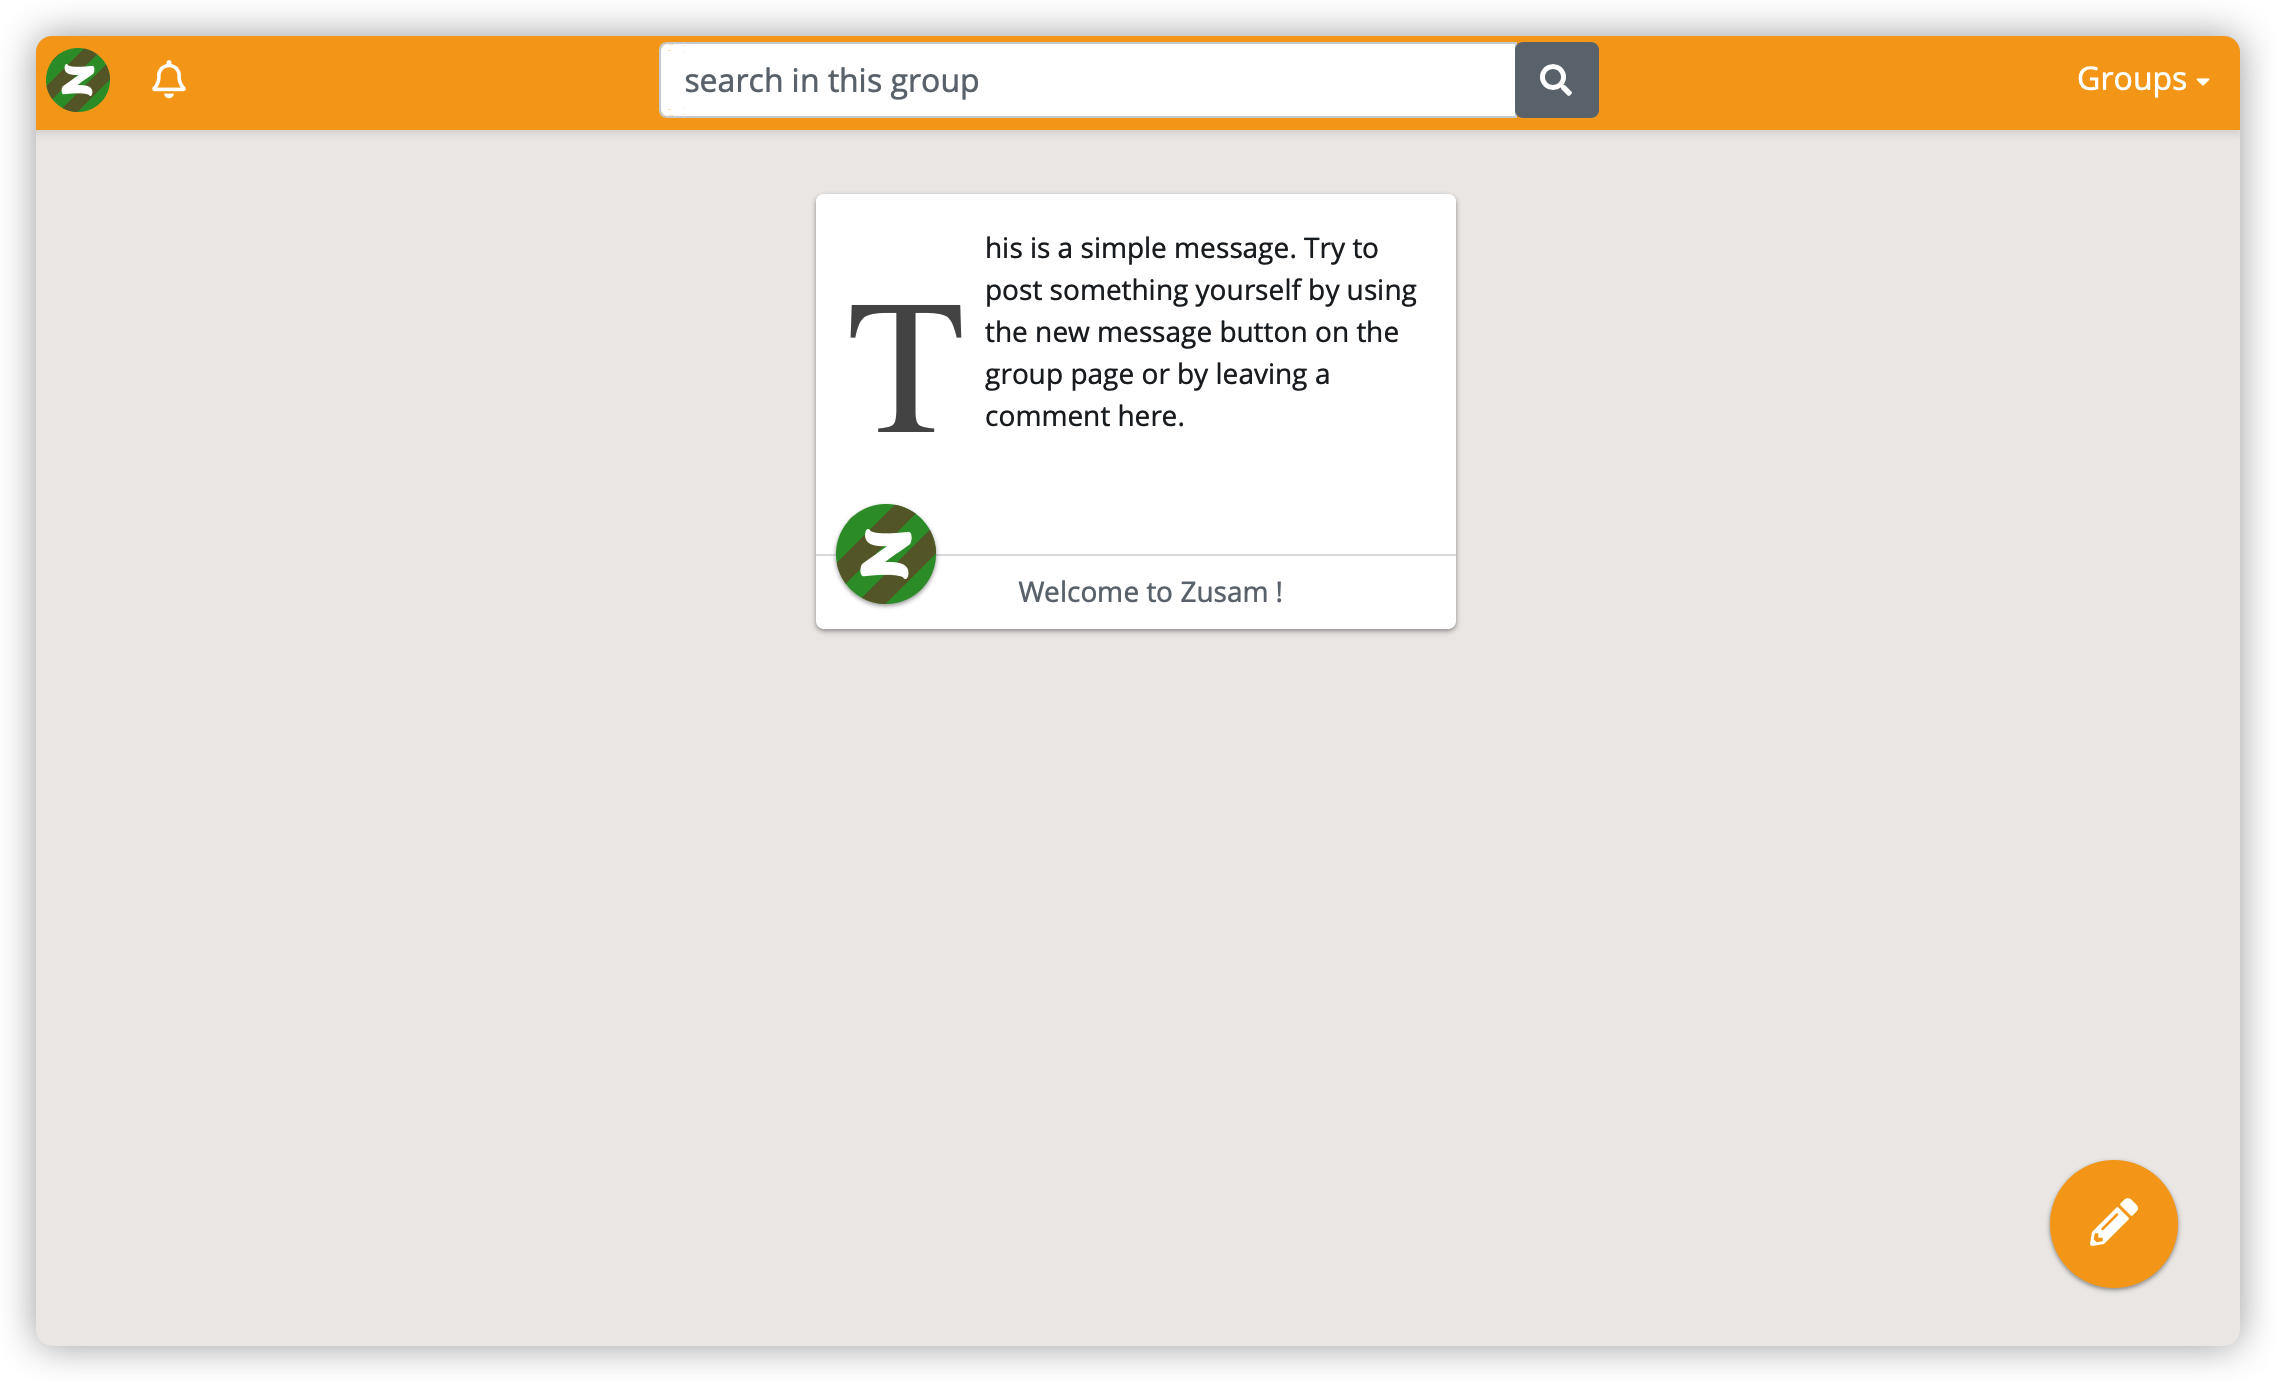 Z
search in this group
Groups
This is a simple message. Try to
post something yourself by using
the new message button on the
group page or by leaving a
comment here.
Z
Welcome to Zusam !